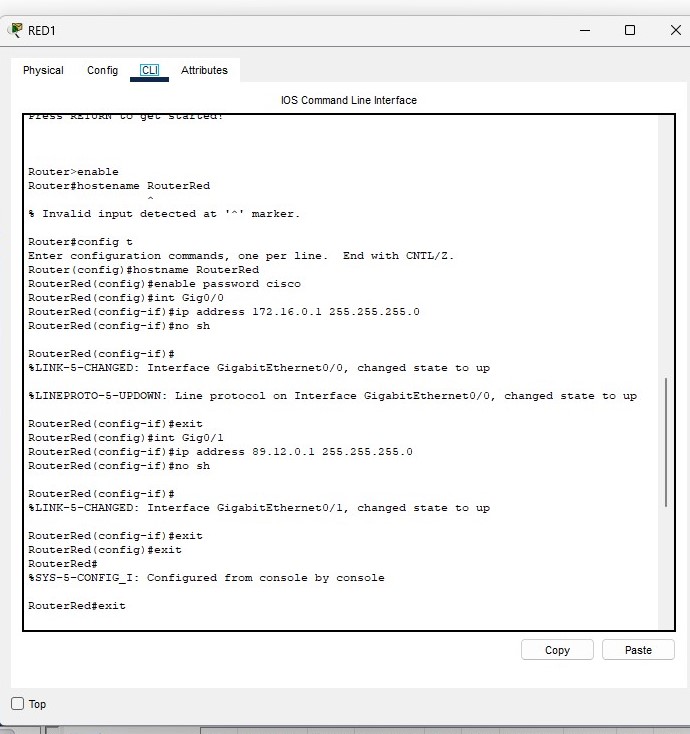 RED1
Physical Config CLI Attributes
IOS Command Line Interface
Press RETURN to get started!
Router>enable
Router#hostename RouterRed
^
% Invalid input detected at '^' marker.
Router#config t
Enter configuration commands, one per line. End with CNTL/Z.
Router(config)#hostname RouterRed
RouterRed(config)#enable password cisco
RouterRed(config)#int Gig0/0
RouterRed(config-if)#ip address 172.16.0.1 255.255.255.0
RouterRed(config-if)#no sh
RouterRed(config-if)#
%LINK-5-CHANGED: Interface GigabitEthernet0/0, changed state to up
%LINEPROTO-5-UPDOWN: Line protocol on Interface GigabitEthernet0/0, changed state to up
RouterRed(config-if)#exit
RouterRed(config)#int Gig0/1
RouterRed(config-if)#ip address 89.12.0.1 255.255.255.0
RouterRed(config-if)#no sh
RouterRed(config-if)#
%LINK-5-CHANGED: Interface GigabitEthernet0/1, changed state to up
RouterRed(config-if)#exit
RouterRed(config)#exit
RouterRed#
%SYS-5-CONFIG_I: Configured from console by console
RouterRed#exit
Copy Paste
Top